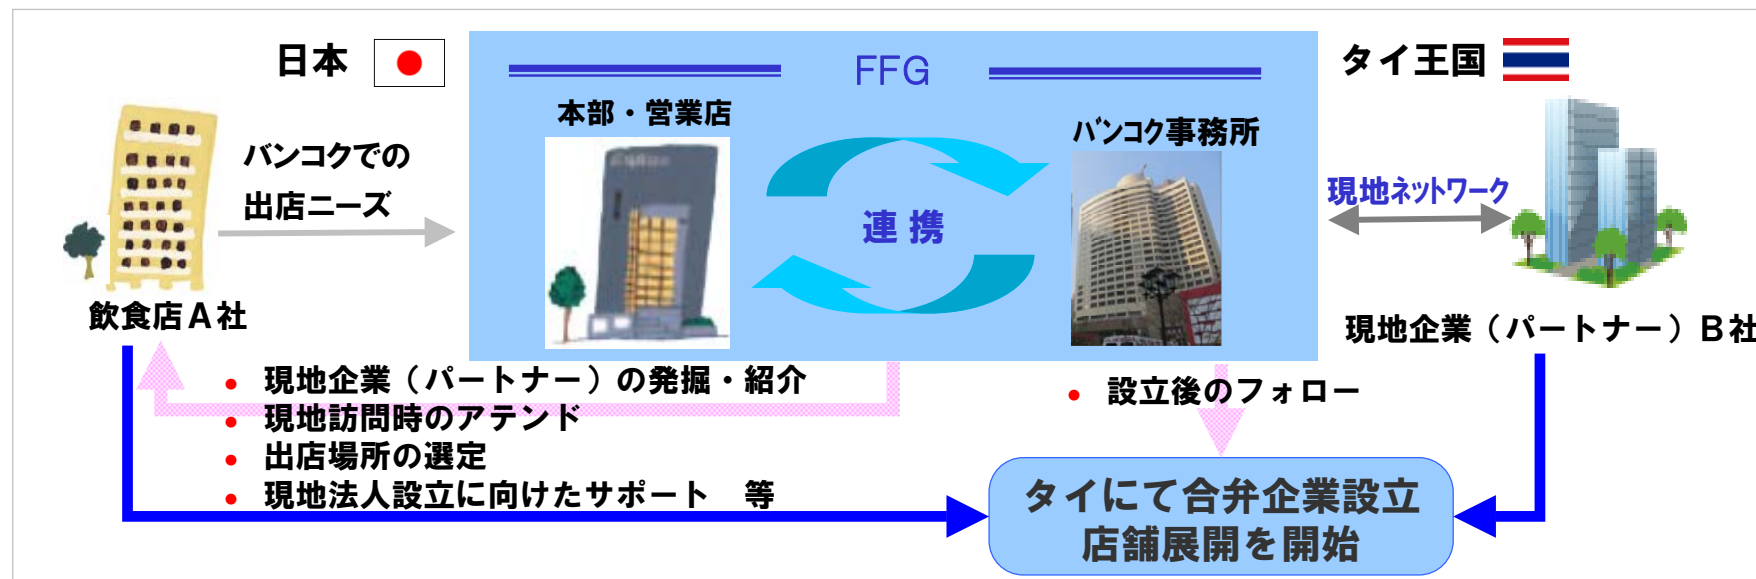 日本
FFG
タイ王国
本部・営業店
バンコク事務所
バンコクでの
出店ニーズ
連携
現地ネットワーク
飲食店A社
現地企業（パートナー）B社
• 現地企業（パートナー）の発掘・紹介
• 現地訪問時のアテンド
• 出店場所の選定
• 現地法人設立に向けたサポート　等
• 設立後のフォロー
タイにて合弁企業設立
店舗展開を開始